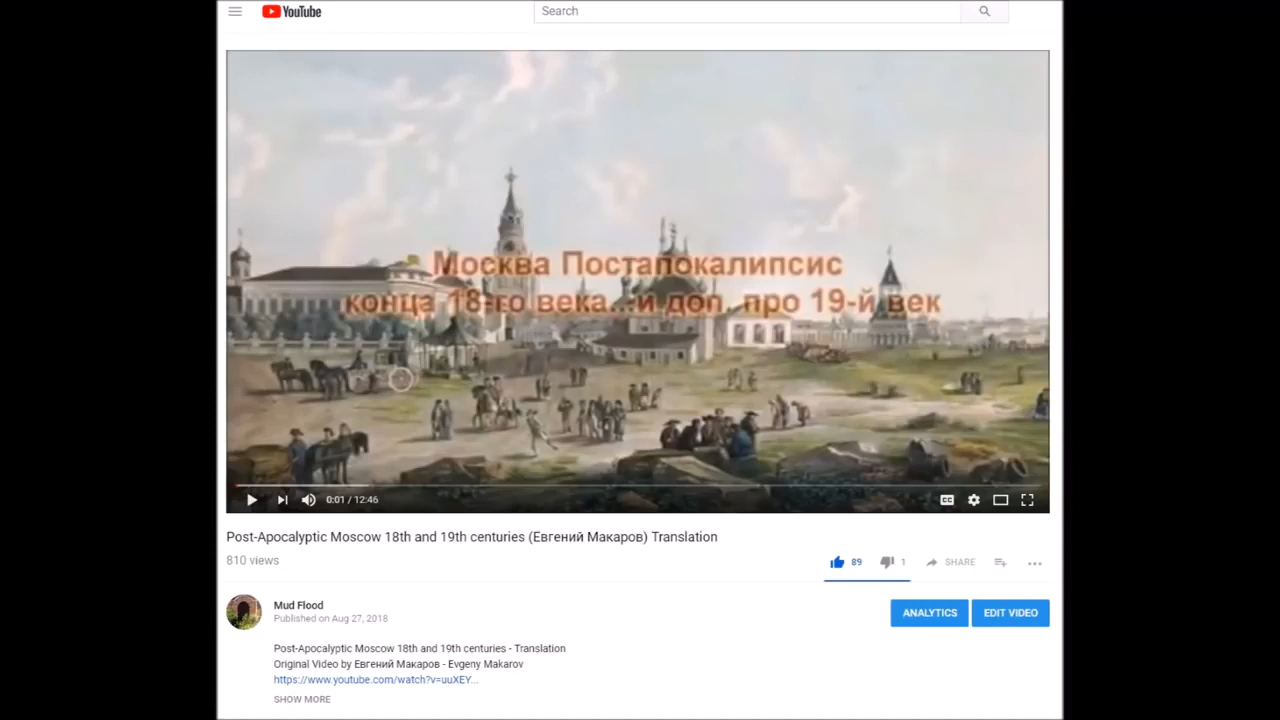 YouTube
Search
Москва Постапокалипсис
конца 18-го века...и доп. про 19-й век
0:01 / 12:46
CC
Post-Apocalyptic Moscow 18th and 19th centuries (Евгений Макаров) Translation
810 views
89
1
SHARE
Mud Flood
Published on Aug 27, 2018
ANALYTICS
EDIT VIDEO
Post-Apocalyptic Moscow 18th and 19th centuries - Translation
Original Video by Евгений Макаров - Evgeny Makarov
https://www.youtube.com/watch?v=uuXEY...
SHOW MORE